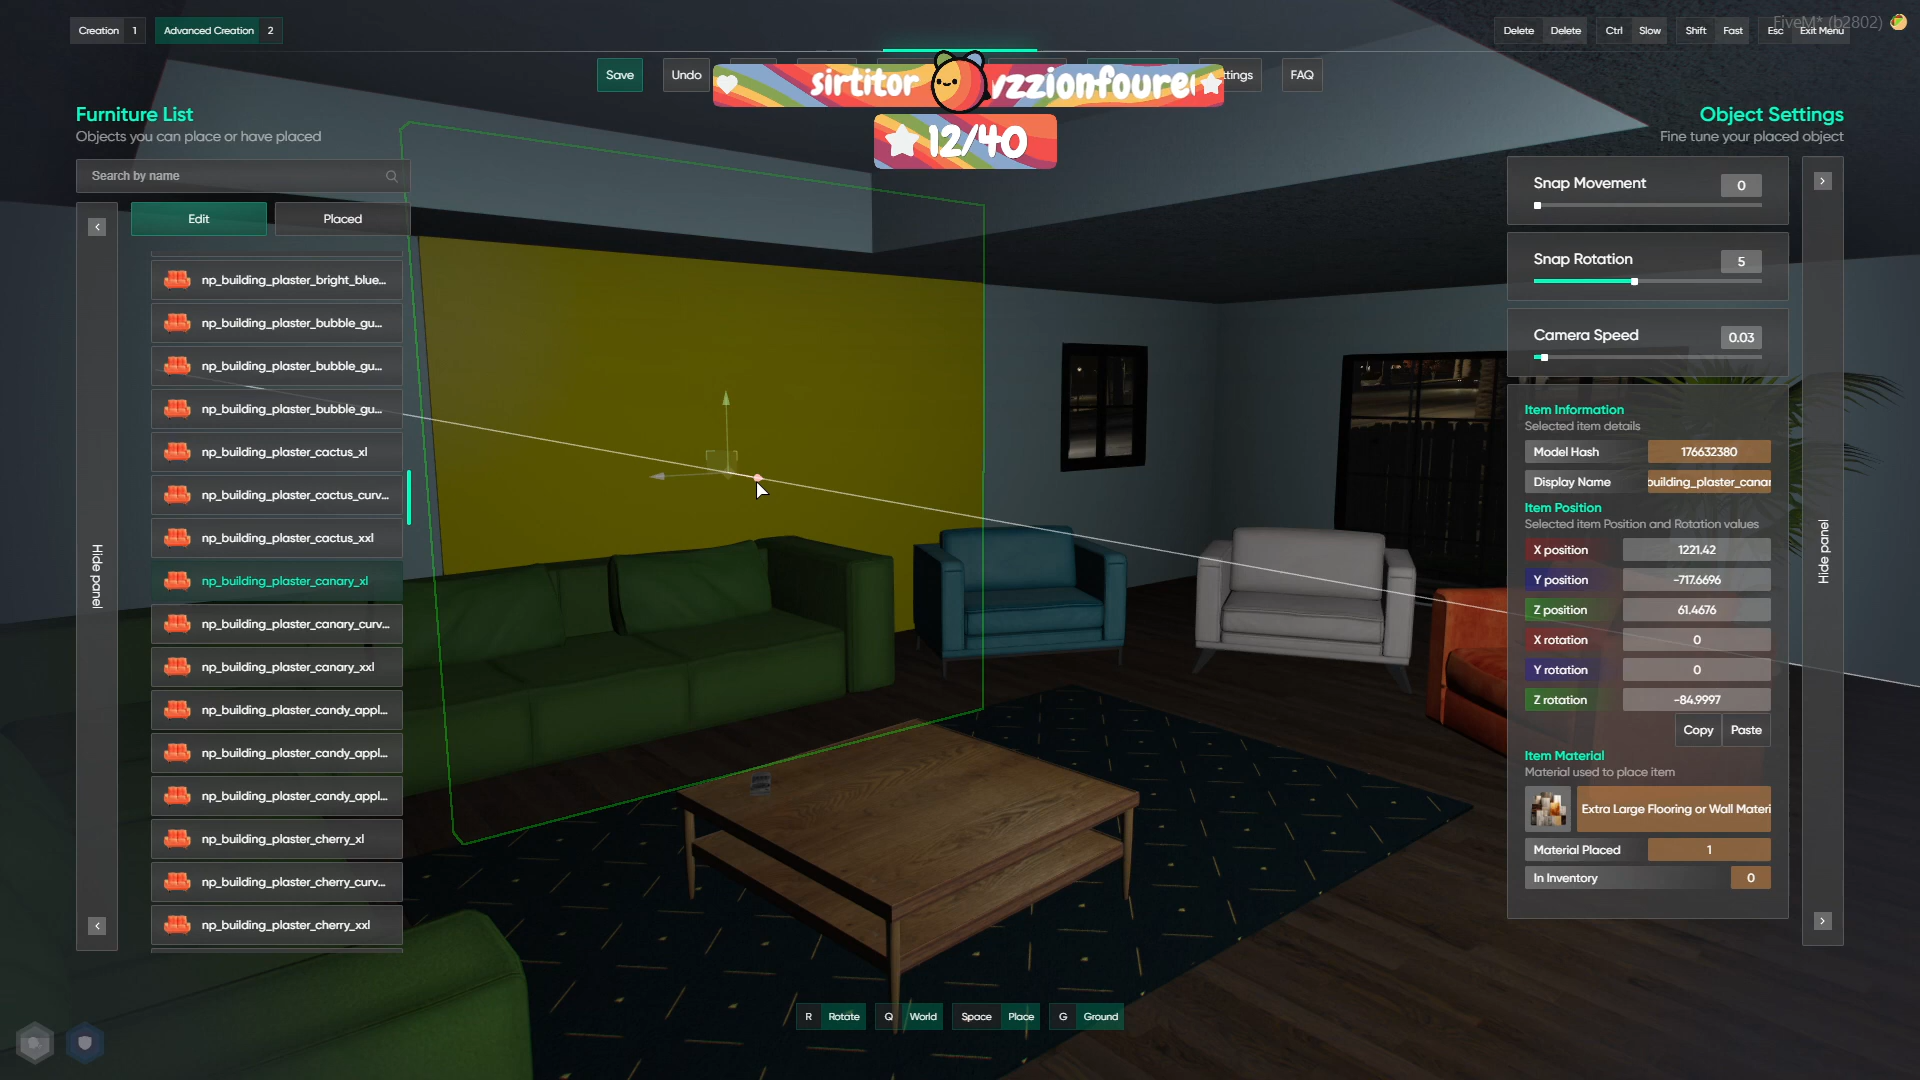 Creation 1
Advanced Creation 2
Delete Delete
Ctrl Slow
Shift Fast
Esc Exit Menu
FiveM* (b2802)
Save
Undo
FAQ
sirtitor
12/40
Furniture List
Objects you can place or have placed
Search by name
Edit
Placed
Hide panel
np_building_plaster_bright_blue...
np_building_plaster_bubble_gu...
np_building_plaster_bubble_gu...
np_building_plaster_bubble_gu...
np_building_plaster_cactus_xl
np_building_plaster_cactus_curv...
np_building_plaster_cactus_xxl
np_building_plaster_canary_xl
np_building_plaster_canary_curv...
np_building_plaster_canary_xxl
np_building_plaster_candy_appl...
np_building_plaster_candy_appl...
np_building_plaster_candy_appl...
np_building_plaster_cherry_xl
np_building_plaster_cherry_curv...
np_building_plaster_cherry_xxl
Object Settings
Fine tune your placed object
Snap Movement 0
Snap Rotation 5
Camera Speed 0.03
Item Information
Selected item details
Model Hash 176632380
Display Name building_plaster_canar
Item Position
Selected item Position and Rotation values
X position 1221.42
Y position -717.6696
Z position 61.4676
X rotation 0
Y rotation 0
Z rotation -84.9997
Copy Paste
Item Material
Material used to place item
Extra Large Flooring or Wall Materi
Material Placed 1
In Inventory 0
Hide panel
R Rotate
Q World
Space Place
G Ground